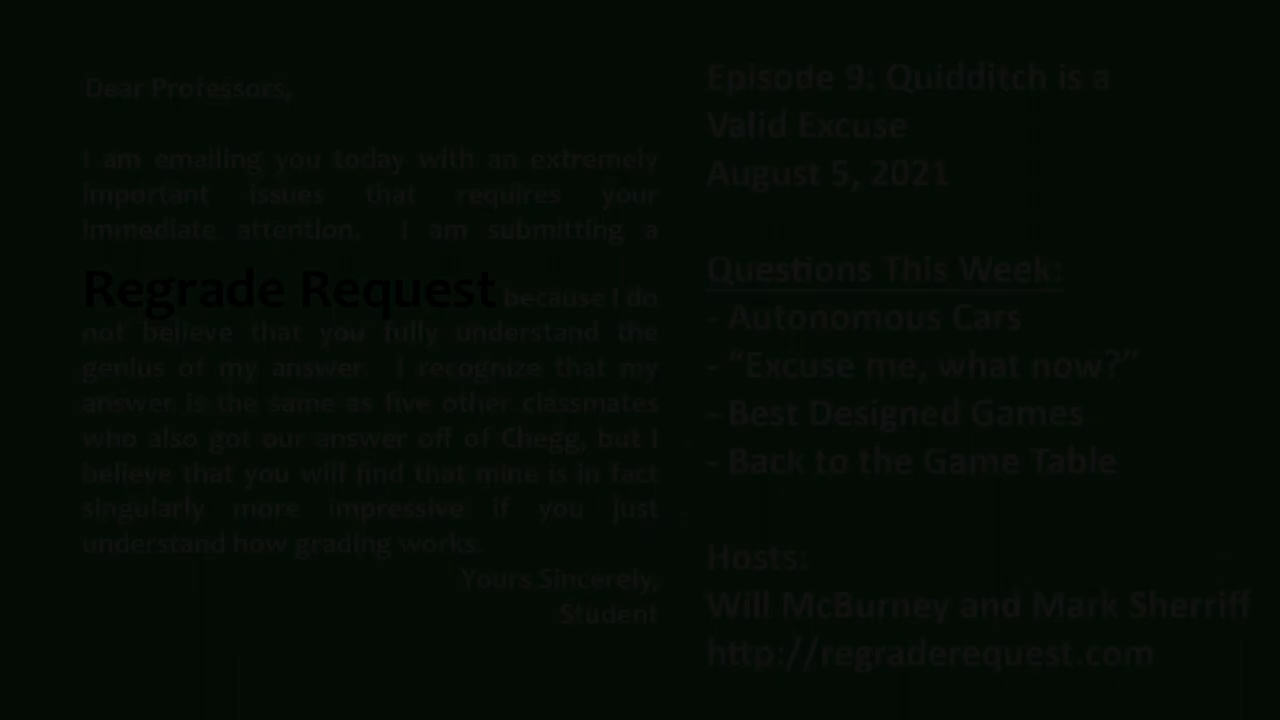 Dear Professors,
I am emailing you today with an extremely
important issues that requires your
immediate attention. I am submitting a
Regrade Request because I do
not believe that you fully understand the
genius of my answer. I recognize that my
answer is the same as five other classmates
who also got our answer off of Chegg, but I
believe that you will find that mine is in fact
singularly more impressive if you just
understand how grading works.
Yours Sincerely,
Student
Episode 9: Quidditch is a
Valid Excuse
August 5, 2021
Questions This Week:
- Autonomous Cars
- “Excuse me, what now?”
- Best Designed Games
- Back to the Game Table
Hosts:
Will McBurney and Mark Sherriff
http://regraderequest.com